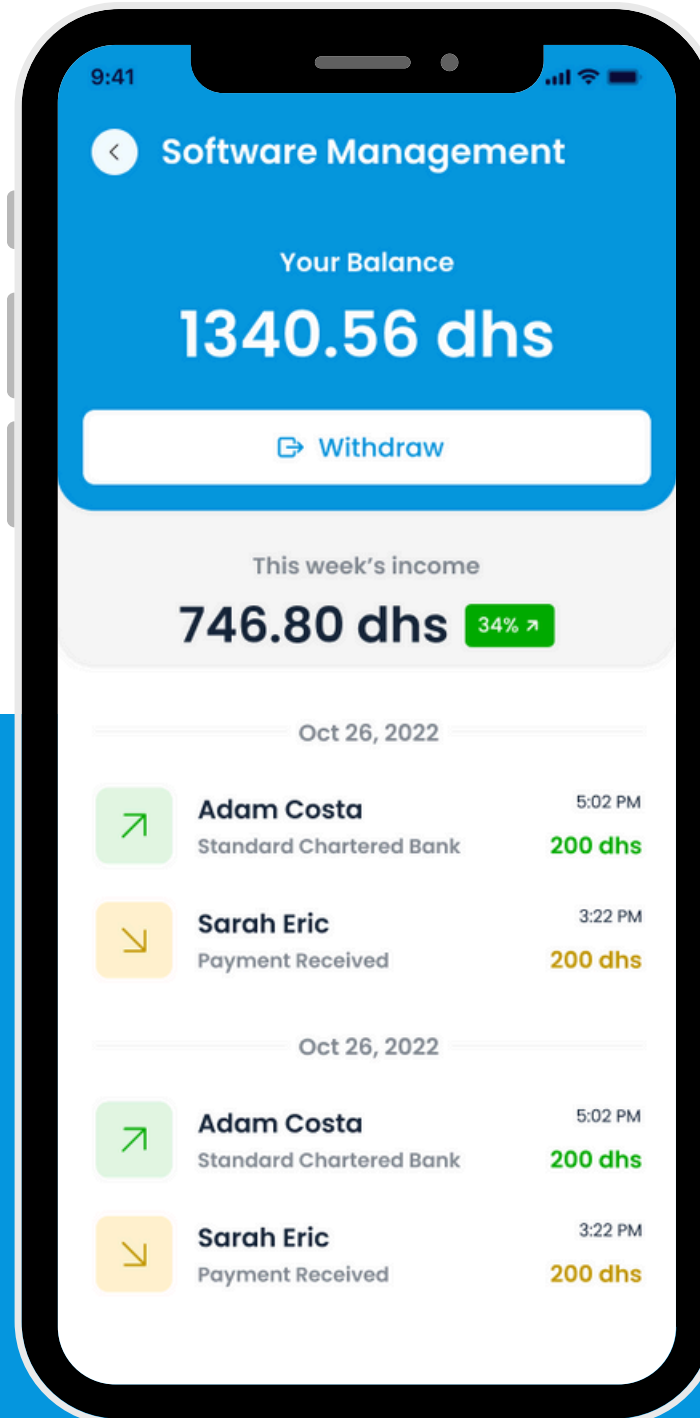 9:41
Software Management
Your Balance
1340.56 dhs
Withdraw
This week's income
746.80 dhs 34%
Oct 26, 2022
Adam Costa 5:02 PM
Standard Chartered Bank 200 dhs
Sarah Eric 3:22 PM
Payment Received 200 dhs
Oct 26, 2022
Adam Costa 5:02 PM
Standard Chartered Bank 200 dhs
Sarah Eric 3:22 PM
Payment Received 200 dhs